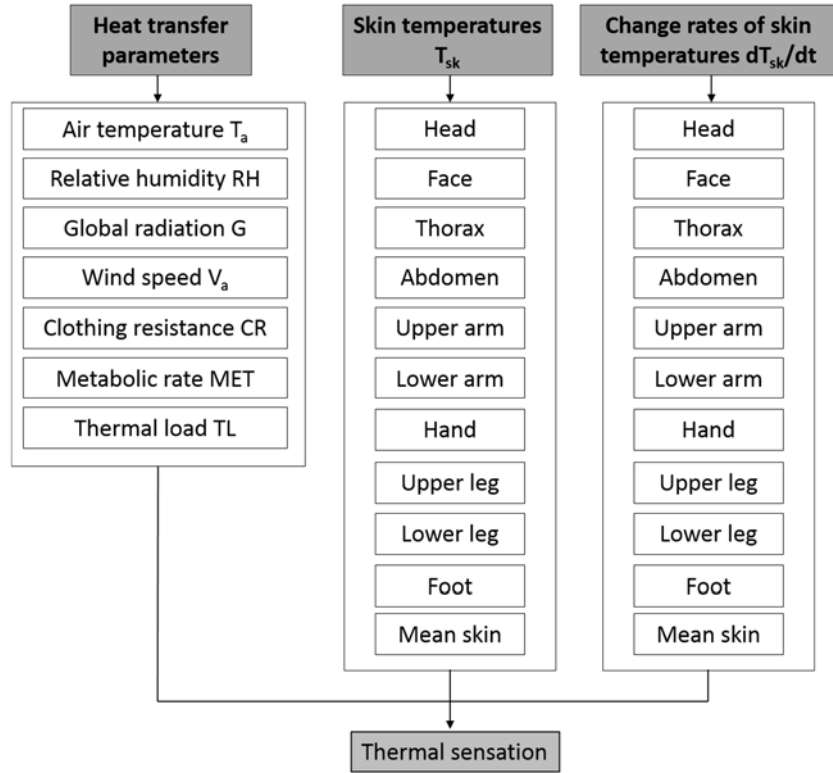 Heat transfer
parameters
Air temperature Tₐ
Relative humidity RH
Global radiation G
Wind speed Vₐ
Clothing resistance CR
Metabolic rate MET
Thermal load TL
Skin temperatures
Tₛₖ
Head
Face
Thorax
Abdomen
Upper arm
Lower arm
Hand
Upper leg
Lower leg
Foot
Mean skin
Change rates of skin
temperatures dTₛₖ/dt
Head
Face
Thorax
Abdomen
Upper arm
Lower arm
Hand
Upper leg
Lower leg
Foot
Mean skin
Thermal sensation